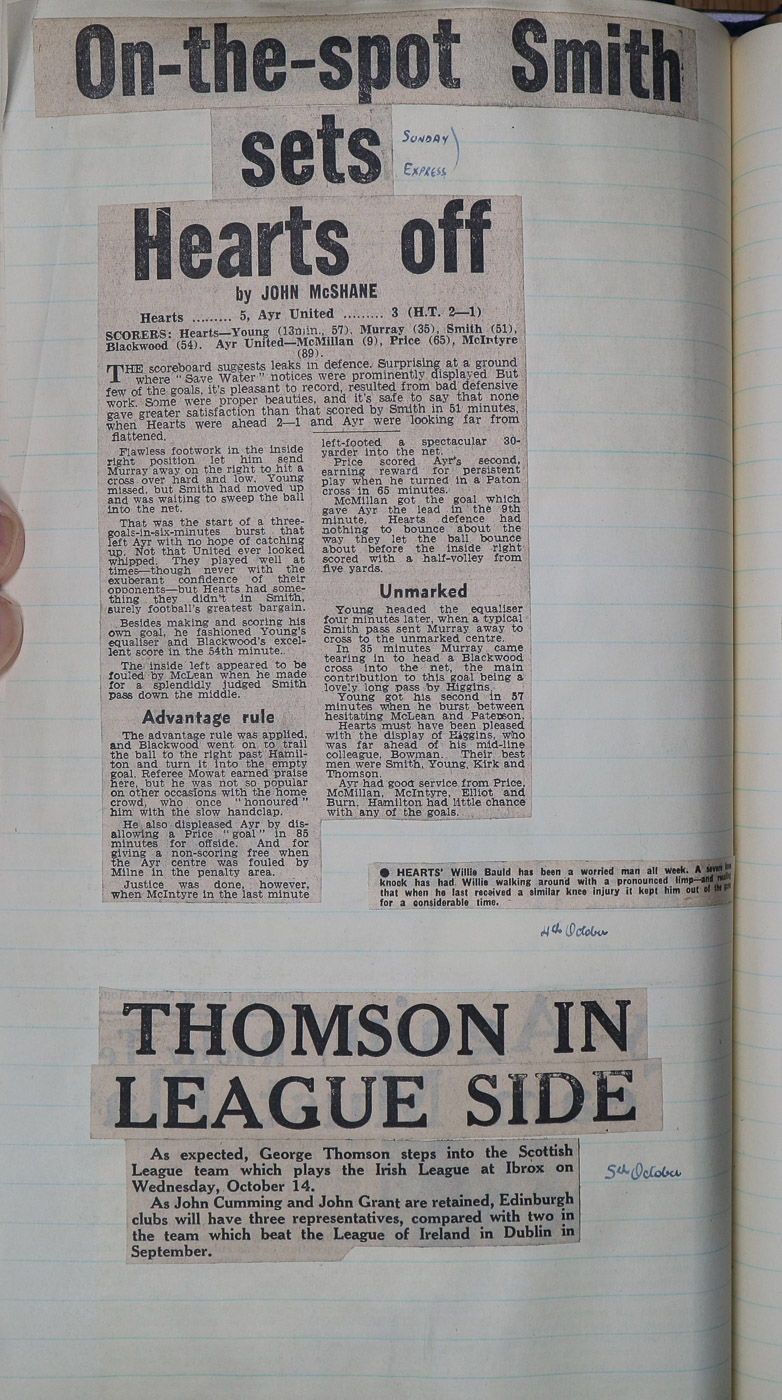 On-the-spot Smith
sets
SUNDAY
EXPRESS
Hearts off
by JOHN McSHANE
Hearts ......... 5, Ayr United ......... 3 (H.T. 2—1)
SCORERS: Hearts—Young (13min., 57). Murray (35), Smith (51),
Blackwood (54). Ayr United—McMillan (9), Price (65), McIntyre
(89).
THE scoreboard suggests leaks in defence. Surprising at a ground
where "Save Water" notices were prominently displayed. But
few of the goals, it's pleasant to record, resulted from bad defensive
work. Some were proper beauties, and it's safe to say that none
gave greater satisfaction than that scored by Smith in 51 minutes,
when Hearts were ahead 2—1 and Ayr were looking far from
flattened.
Flawless footwork in the inside
right position let him send
Murray away on the right to hit a
cross over hard and low. Young
missed, but Smith had moved up
and was waiting to sweep the ball
into the net.
That was the start of a three-
goals-in-six-minutes burst that
left Ayr with no hope of catching
up. Not that United ever looked
whipped. They played well at
times—though never with the
exuberant confidence of their
opponents—but Hearts had some-
thing they didn't in Smith,
surely football's greatest bargain.
Besides making and scoring his
own goal, he fashioned Young's
equaliser and Blackwood's excel-
lent score in the 54th minute.
The inside left appeared to be
fouled by McLean when he made
for a splendidly judged Smith
pass down the middle.
Advantage rule
The advantage rule was applied,
and Blackwood went on to trail
the ball to the right past Hamil-
ton and turn it into the empty
goal. Referee Mowat earned praise
here, but he was not so popular
on other occasions with the home
crowd, who once "honoured"
him with the slow handclap.
He also displeased Ayr by dis-
allowing a Price "goal" in 85
minutes for offside. And for
giving a non-scoring free when
the Ayr centre was fouled by
Milne in the penalty area.
Justice was done, however,
when McIntyre in the last minute
left-footed a spectacular 30-
yarder into the net.
Price scored Ayr's second,
earning reward for persistent
play when he turned in a Paton
cross in 65 minutes.
McMillan got the goal which
gave Ayr the lead in the 9th
minute. Hearts defence had
nothing to bounce about the
way they let the ball bounce
about before the inside right
scored with a half-volley from
five yards.
Unmarked
Young headed the equaliser
four minutes later, when a typical
Smith pass sent Murray away to
cross to the unmarked centre.
In 35 minutes Murray came
tearing in to head a Blackwood
cross into the net, the main
contribution to this goal being a
lovely long pass by Higgins.
Young got his second in 57
minutes when he burst between
hesitating McLean and Paterson.
Hearts must have been pleased
with the display of Higgins, who
was far ahead of his mid-line
colleague, Bowman. Their best
men were Smith, Young, Kirk and
Thomson.
Ayr had good service from Price,
McMillan, McIntyre, Elliot and
Burn. Hamilton had little chance
with any of the goals.
● HEARTS' Willie Bauld has been a worried man all week. A severe
knock has had Willie walking around with a pronounced limp—and
that when he last received a similar knee injury it kept him out of the
for a considerable time.
4th October
THOMSON IN
LEAGUE SIDE
As expected, George Thomson steps into the Scottish
League team which plays the Irish League at Ibrox on
Wednesday, October 14.
As John Cumming and John Grant are retained, Edinburgh
clubs will have three representatives, compared with two in
the team which beat the League of Ireland in Dublin in
September.
5th October